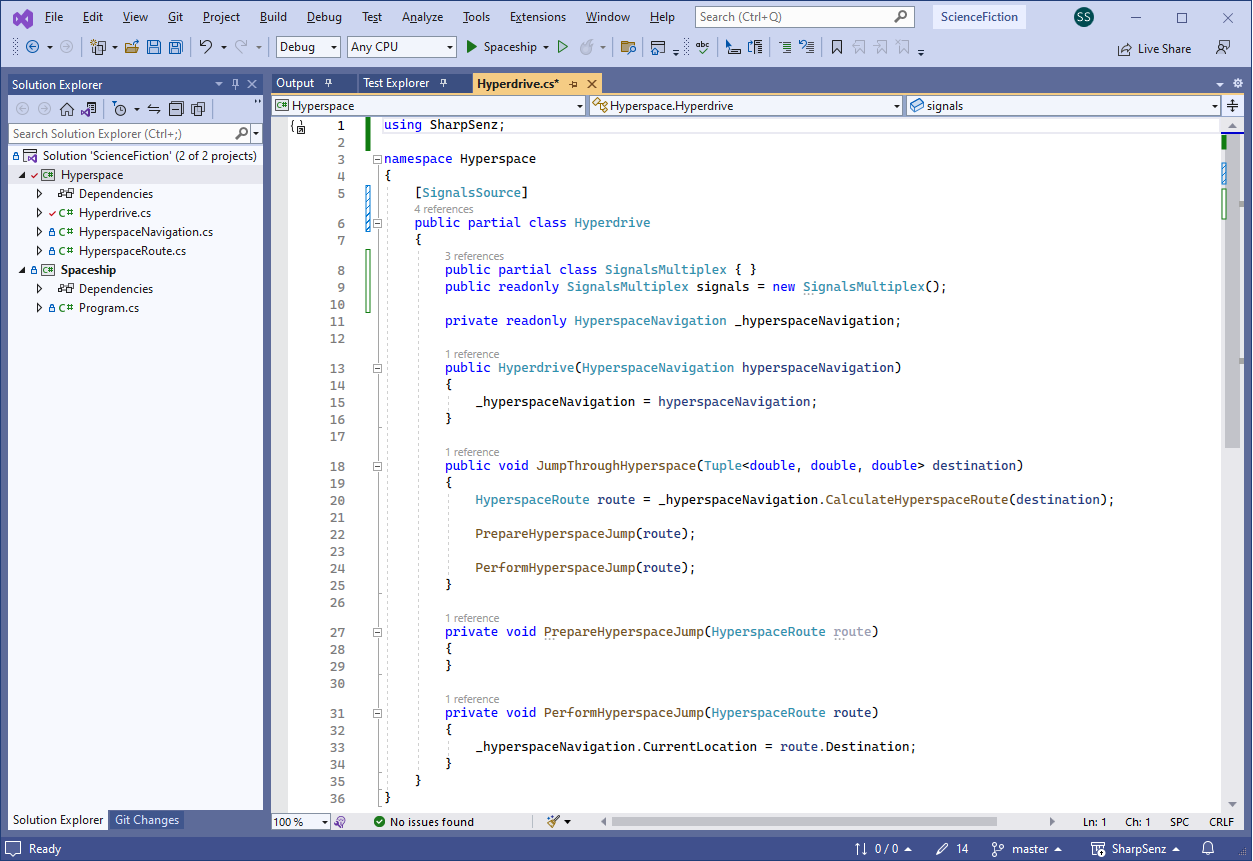 File Edit View Git Project Build Debug Test Analyze Tools Extensions Window Help Search (Ctrl+Q) ScienceFiction SS
Debug Any CPU Spaceship abc Live Share
Solution Explorer
Search Solution Explorer (Ctrl+;)
Solution 'ScienceFiction' (2 of 2 projects)
C# Hyperspace
Dependencies
C# Hyperdrive.cs
C# HyperspaceNavigation.cs
C# HyperspaceRoute.cs
C# Spaceship
Dependencies
C# Program.cs
Solution Explorer Git Changes
Output Test Explorer Hyperdrive.cs*
C# Hyperspace Hyperspace.Hyperdrive signals
1 using SharpSenz;
2
3 namespace Hyperspace
4 {
5 [SignalsSource]
4 references
6 public partial class Hyperdrive
7 {
3 references
8 public partial class SignalsMultiplex { }
9 public readonly SignalsMultiplex signals = new SignalsMultiplex();
10
11 private readonly HyperspaceNavigation _hyperspaceNavigation;
12
1 reference
13 public Hyperdrive(HyperspaceNavigation hyperspaceNavigation)
14 {
15 _hyperspaceNavigation = hyperspaceNavigation;
16 }
17
1 reference
18 public void JumpThroughHyperspace(Tuple<double, double, double> destination)
19 {
20 HyperspaceRoute route = _hyperspaceNavigation.CalculateHyperspaceRoute(destination);
21
22 PrepareHyperspaceJump(route);
23
24 PerformHyperspaceJump(route);
25 }
26
1 reference
27 private void PrepareHyperspaceJump(HyperspaceRoute route)
28 {
29 }
30
1 reference
31 private void PerformHyperspaceJump(HyperspaceRoute route)
32 {
33 _hyperspaceNavigation.CurrentLocation = route.Destination;
34 }
35 }
36 }
100 % No issues found Ln: 1 Ch: 1 SPC CRLF
Ready 0 / 0 14 master SharpSenz